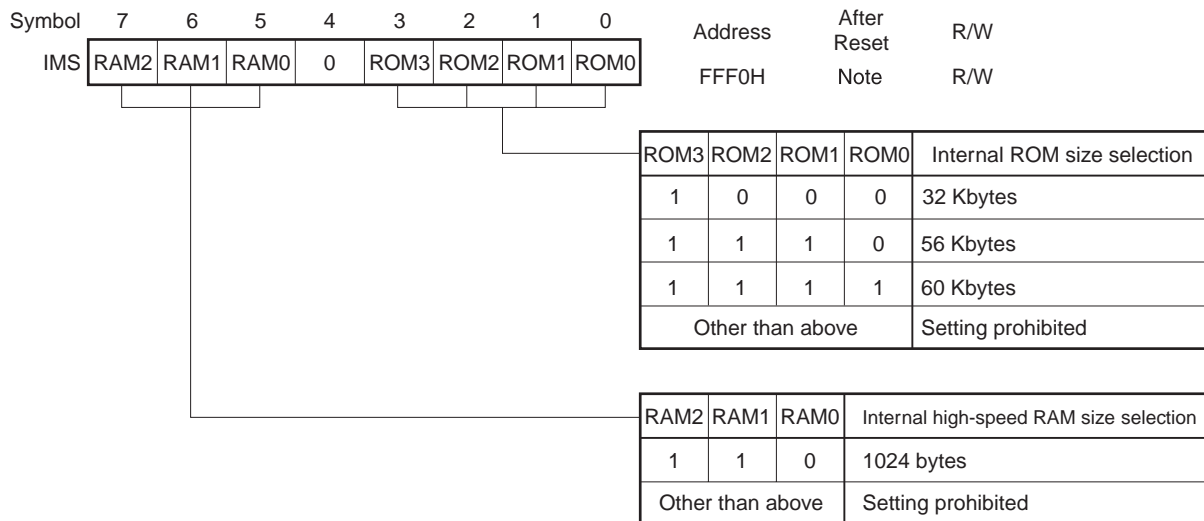 Symbol 7 6 5 4 3 2 1 0 Address After Reset R/W
IMS RAM2 RAM1 RAM0 0 ROM3 ROM2 ROM1 ROM0 FFF0H Note R/W
ROM3 ROM2 ROM1 ROM0 Internal ROM size selection
1 0 0 0 32 Kbytes
1 1 1 0 56 Kbytes
1 1 1 1 60 Kbytes
Other than above Setting prohibited
RAM2 RAM1 RAM0 Internal high-speed RAM size selection
1 1 0 1024 bytes
Other than above Setting prohibited